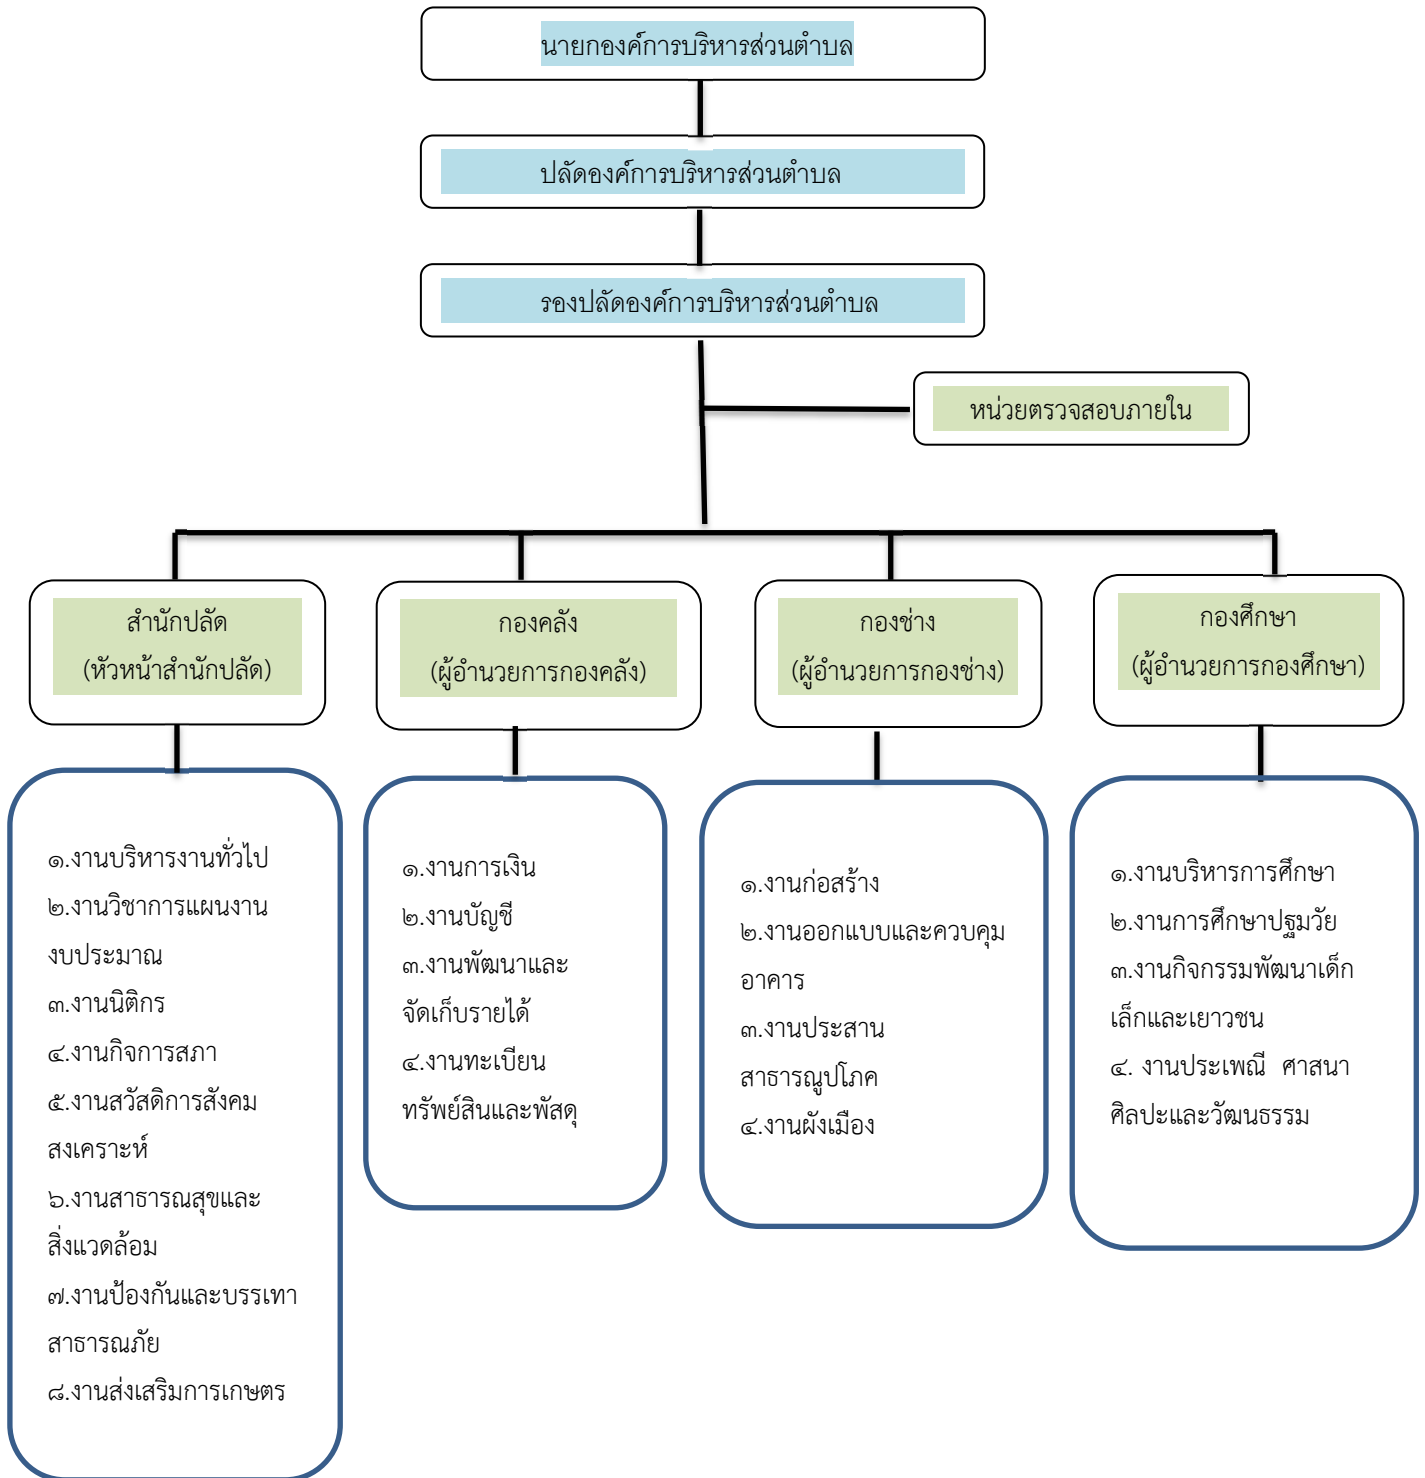 นายกองค์การบริหารส่วนตำบล
ปลัดองค์การบริหารส่วนตำบล
รองปลัดองค์การบริหารส่วนตำบล
หน่วยตรวจสอบภายใน
สำนักปลัด
(หัวหน้าสำนักปลัด)
กองคลัง
(ผู้อำนวยการกองคลัง)
กองช่าง
(ผู้อำนวยการกองช่าง)
กองศึกษา
(ผู้อำนวยการกองศึกษา)
๑.งานบริหารงานทั่วไป
๒.งานวิชาการแผนงาน
งบประมาณ
๓.งานนิติกร
๔.งานกิจการสภา
๕.งานสวัสดิการสังคม
สงเคราะห์
๖.งานสาธารณสุขและ
สิ่งแวดล้อม
๗.งานป้องกันและบรรเทา
สาธารณภัย
๘.งานส่งเสริมการเกษตร
๑.งานการเงิน
๒.งานบัญชี
๓.งานพัฒนาและ
จัดเก็บรายได้
๔.งานทะเบียน
ทรัพย์สินและพัสดุ
๑.งานก่อสร้าง
๒.งานออกแบบและควบคุม
อาคาร
๓.งานประสาน
สาธารณูปโภค
๔.งานผังเมือง
๑.งานบริหารการศึกษา
๒.งานการศึกษาปฐมวัย
๓.งานกิจกรรมพัฒนาเด็ก
เล็กและเยาวชน
๔. งานประเพณี ศาสนา
ศิลปะและวัฒนธรรม